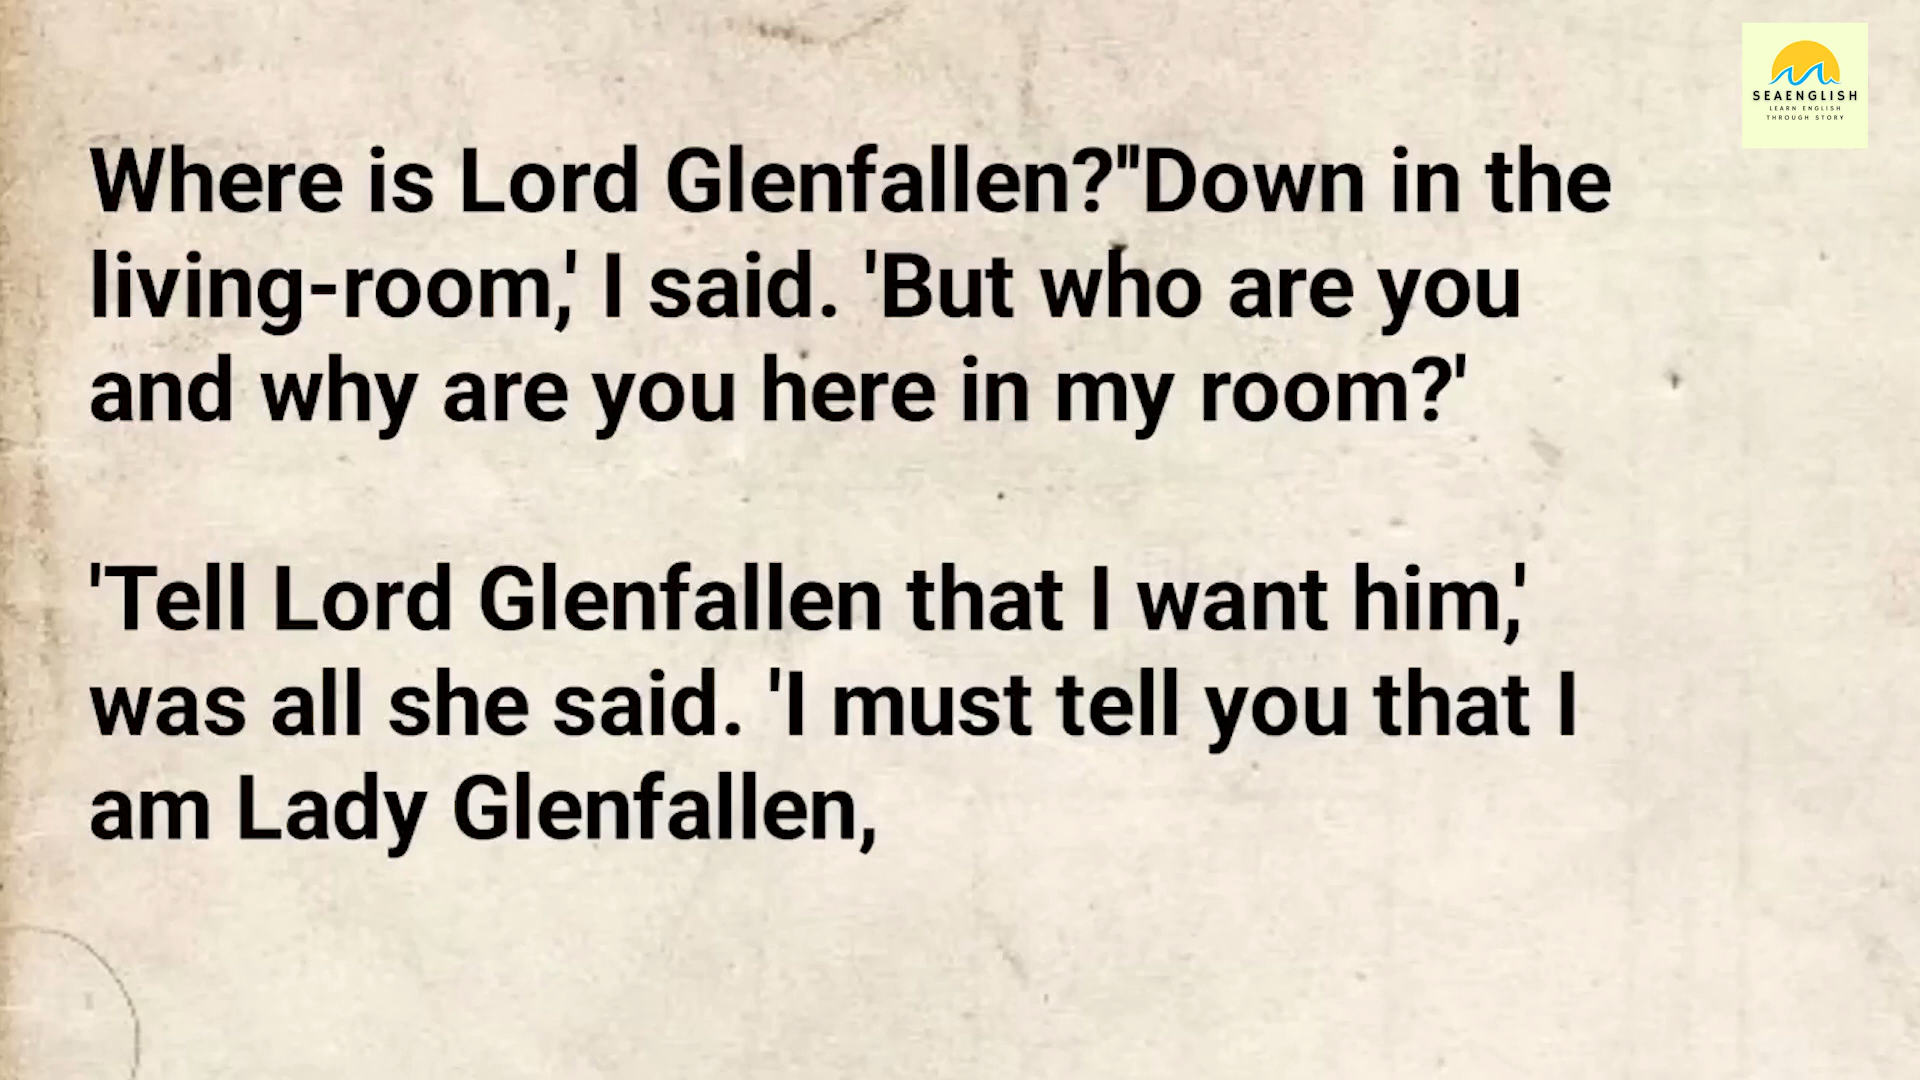 SEAENGLISH
LEARN ENGLISH
THROUGH STORY
Where is Lord Glenfallen?''Down in the
living-room,' I said. 'But who are you
and why are you here in my room?'
'Tell Lord Glenfallen that I want him,'
was all she said. 'I must tell you that I
am Lady Glenfallen,